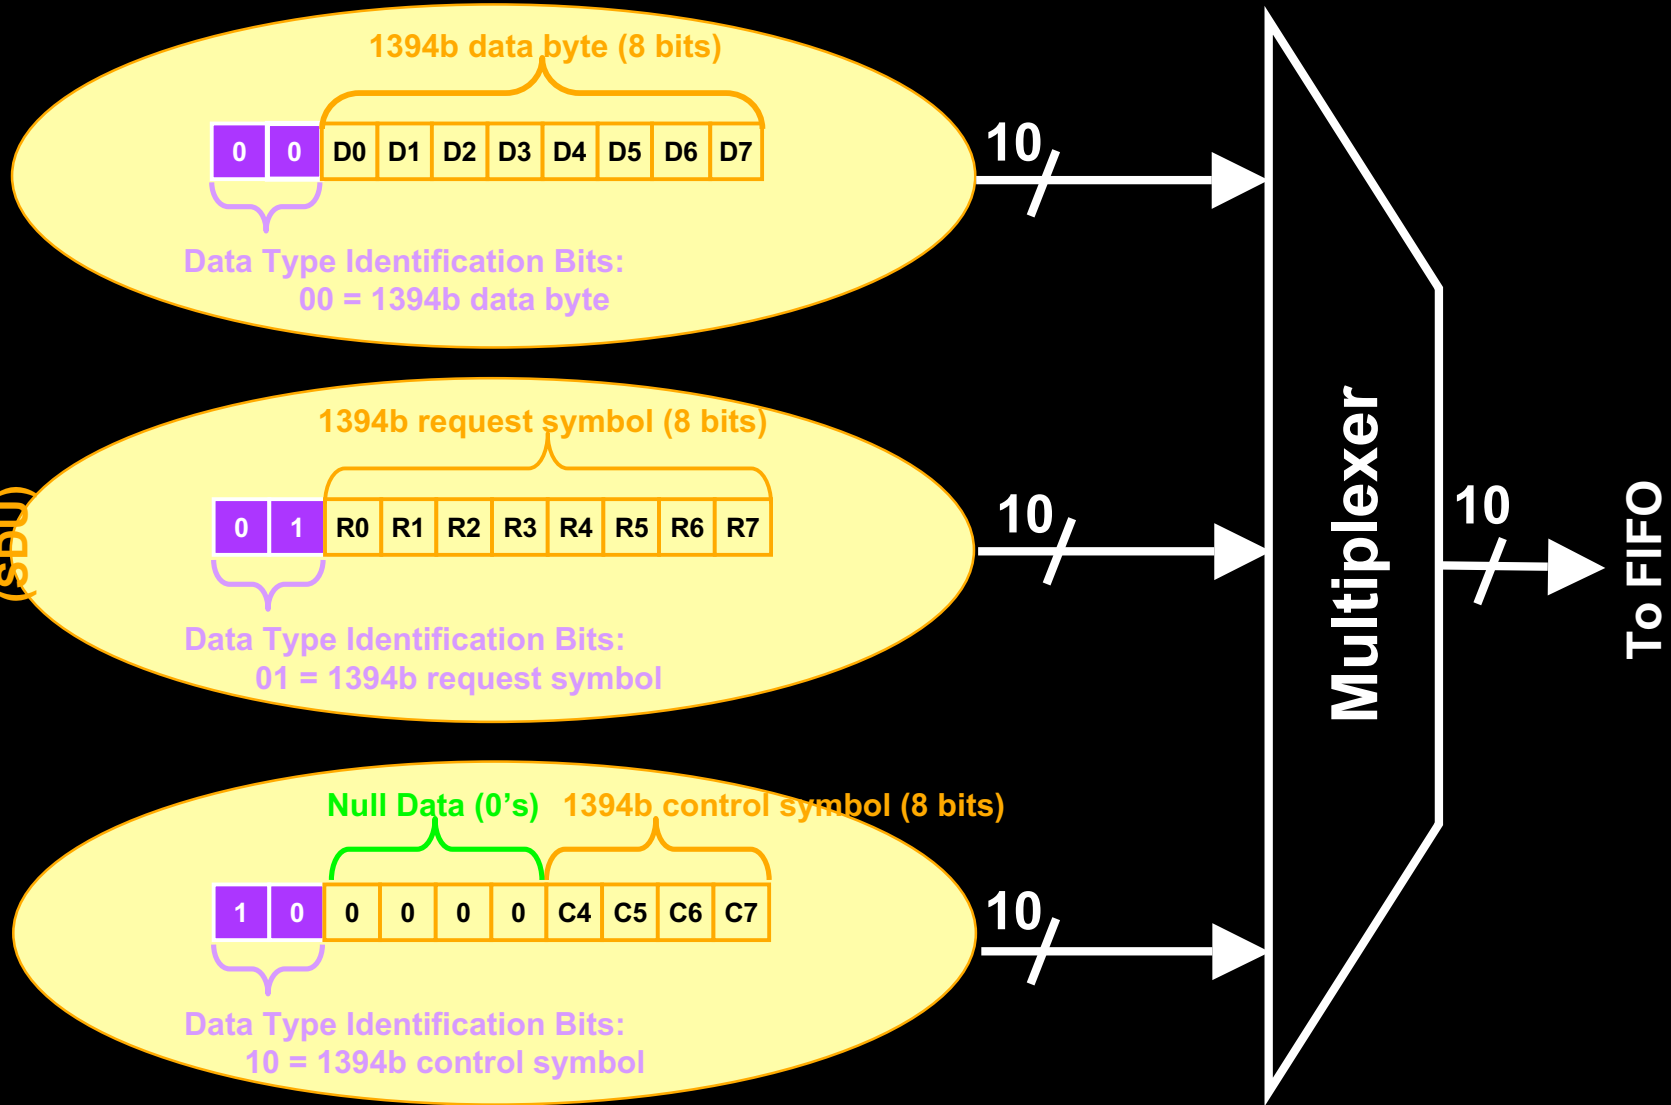 1394b data byte (8 bits)
0 0 D0 D1 D2 D3 D4 D5 D6 D7
Data Type Identification Bits:
00 = 1394b data byte
10
1394b request symbol (8 bits)
0 1 R0 R1 R2 R3 R4 R5 R6 R7
Data Type Identification Bits:
01 = 1394b request symbol
10
(SDU)
Null Data (0's) 1394b control symbol (8 bits)
1 0 0 0 0 0 C4 C5 C6 C7
Data Type Identification Bits:
10 = 1394b control symbol
10
Multiplexer
10
To FIFO